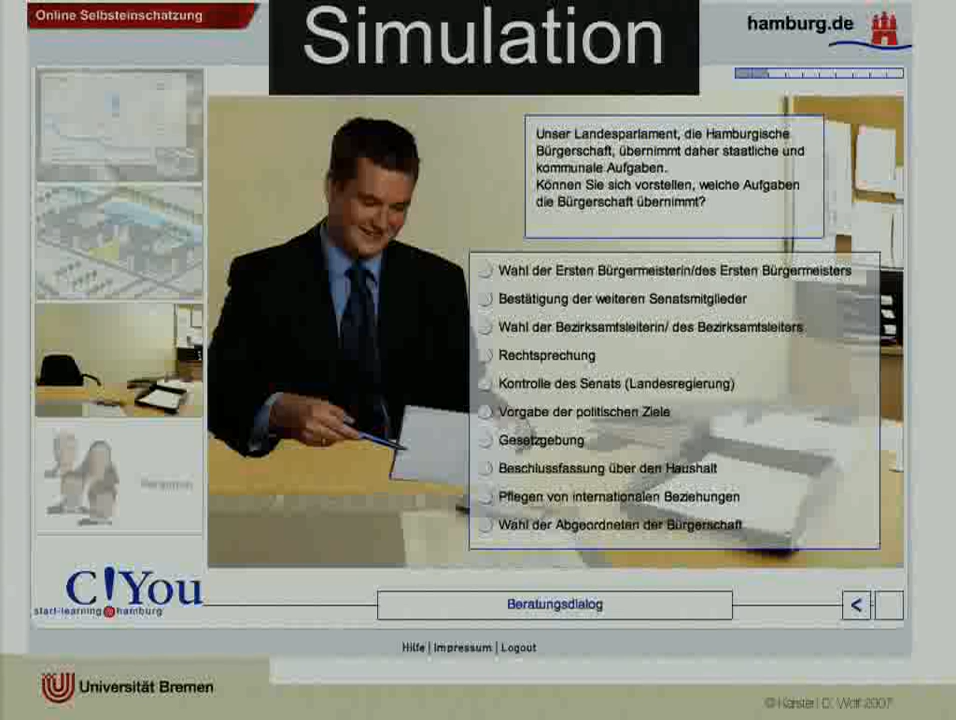 Online Selbsteinschätzung
Simulation
hamburg.de
Unser Landesparlament, die Hamburgische
Bürgerschaft, übernimmt daher staatliche und
kommunale Aufgaben.
Können Sie sich vorstellen, welche Aufgaben
die Bürgerschaft übernimmt?
Wahl der Ersten Bürgermeisterin/des Ersten Bürgermeisters
Bestätigung der weiteren Senatsmitglieder
Wahl der Bezirksamtsleiterin/ des Bezirksamtsleiters
Rechtsprechung
Kontrolle des Senats (Landesregierung)
Vorgabe der politischen Ziele
Gesetzgebung
Beschlussfassung über den Haushalt
Pflegen von internationalen Beziehungen
Wahl der Abgeordneten der Bürgerschaft
C!You
start-learning@hamburg
Beratungsdialog
<
Hilfe | Impressum | Logout
Universität Bremen
© Karsten D. Wolf 2007